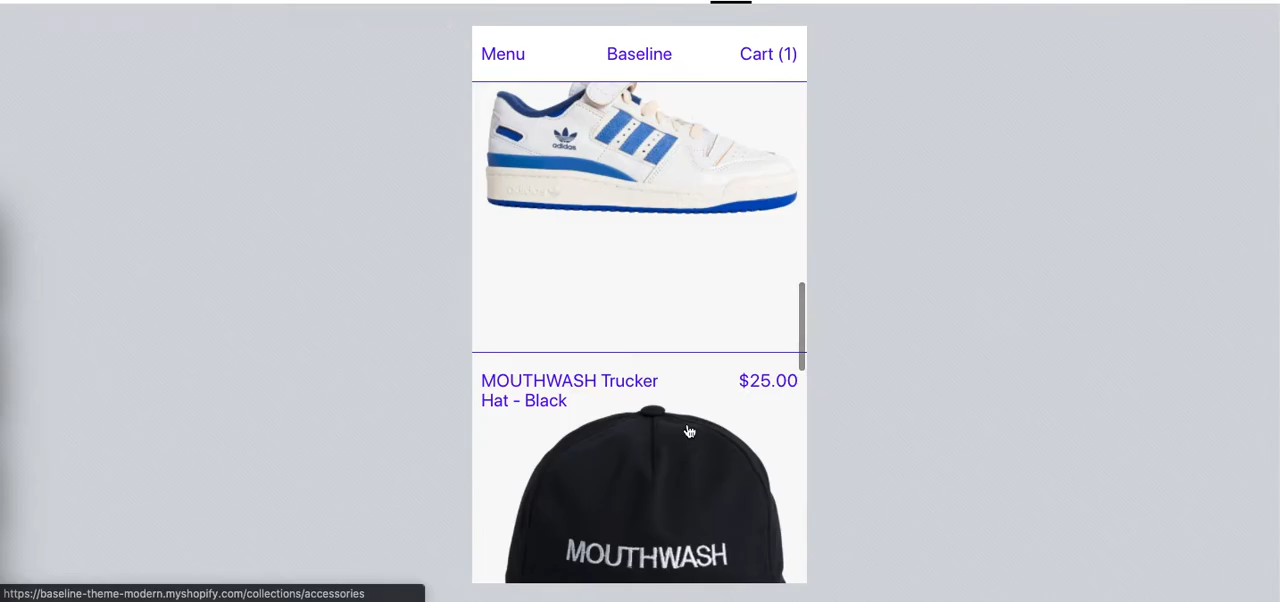 Menu
Baseline
Cart (1)
adidas
MOUTHWASH Trucker
Hat - Black
$25.00
MOUTHWASH
https://baseline-theme-modern.myshopify.com/collections/accessories